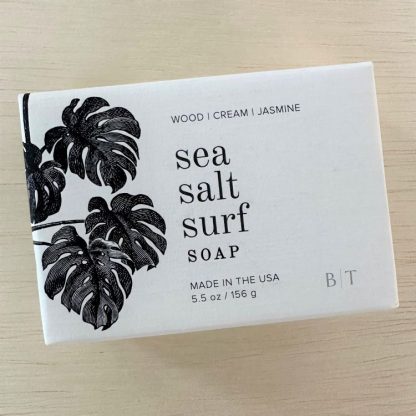 WOOD | CREAM | JASMINE
sea
salt
surf
SOAP
MADE IN THE USA
5.5 oz / 156 g
B|T